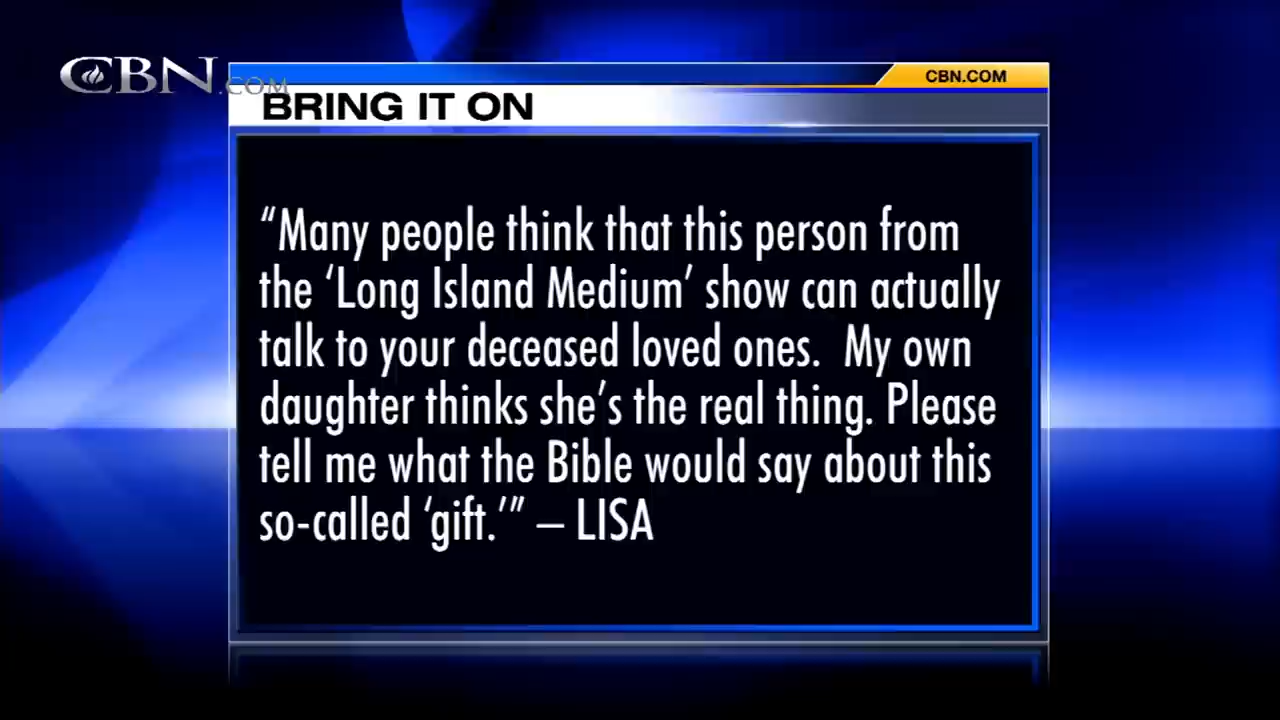 CBN.COM
CBN.COM
BRING IT ON
“Many people think that this person from
the ‘Long Island Medium’ show can actually
talk to your deceased loved ones.  My own
daughter thinks she’s the real thing. Please
tell me what the Bible would say about this
so-called ‘gift.’” – LISA